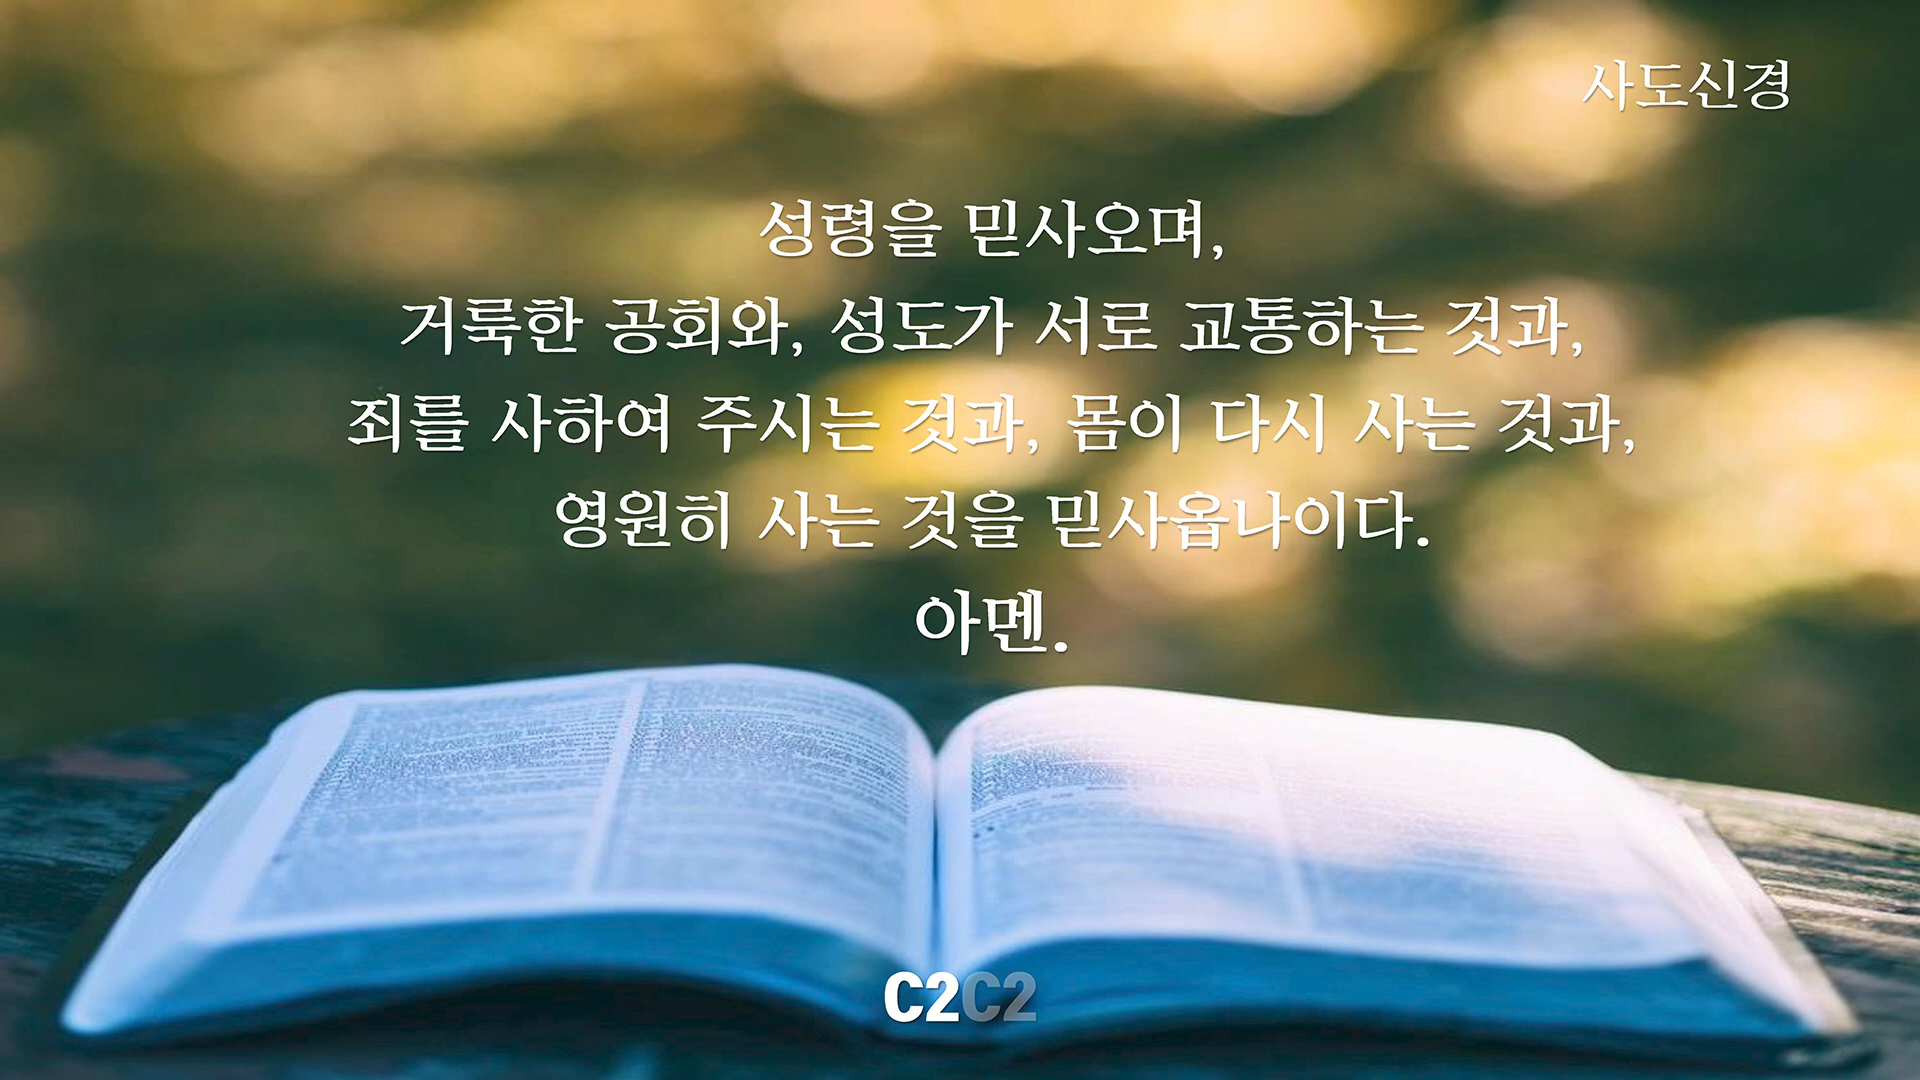 사도신경
성령을 믿사오며,
거룩한 공회와, 성도가 서로 교통하는 것과,
죄를 사하여 주시는 것과, 몸이 다시 사는 것과,
영원히 사는 것을 믿사옵나이다.
아멘.
C2C2